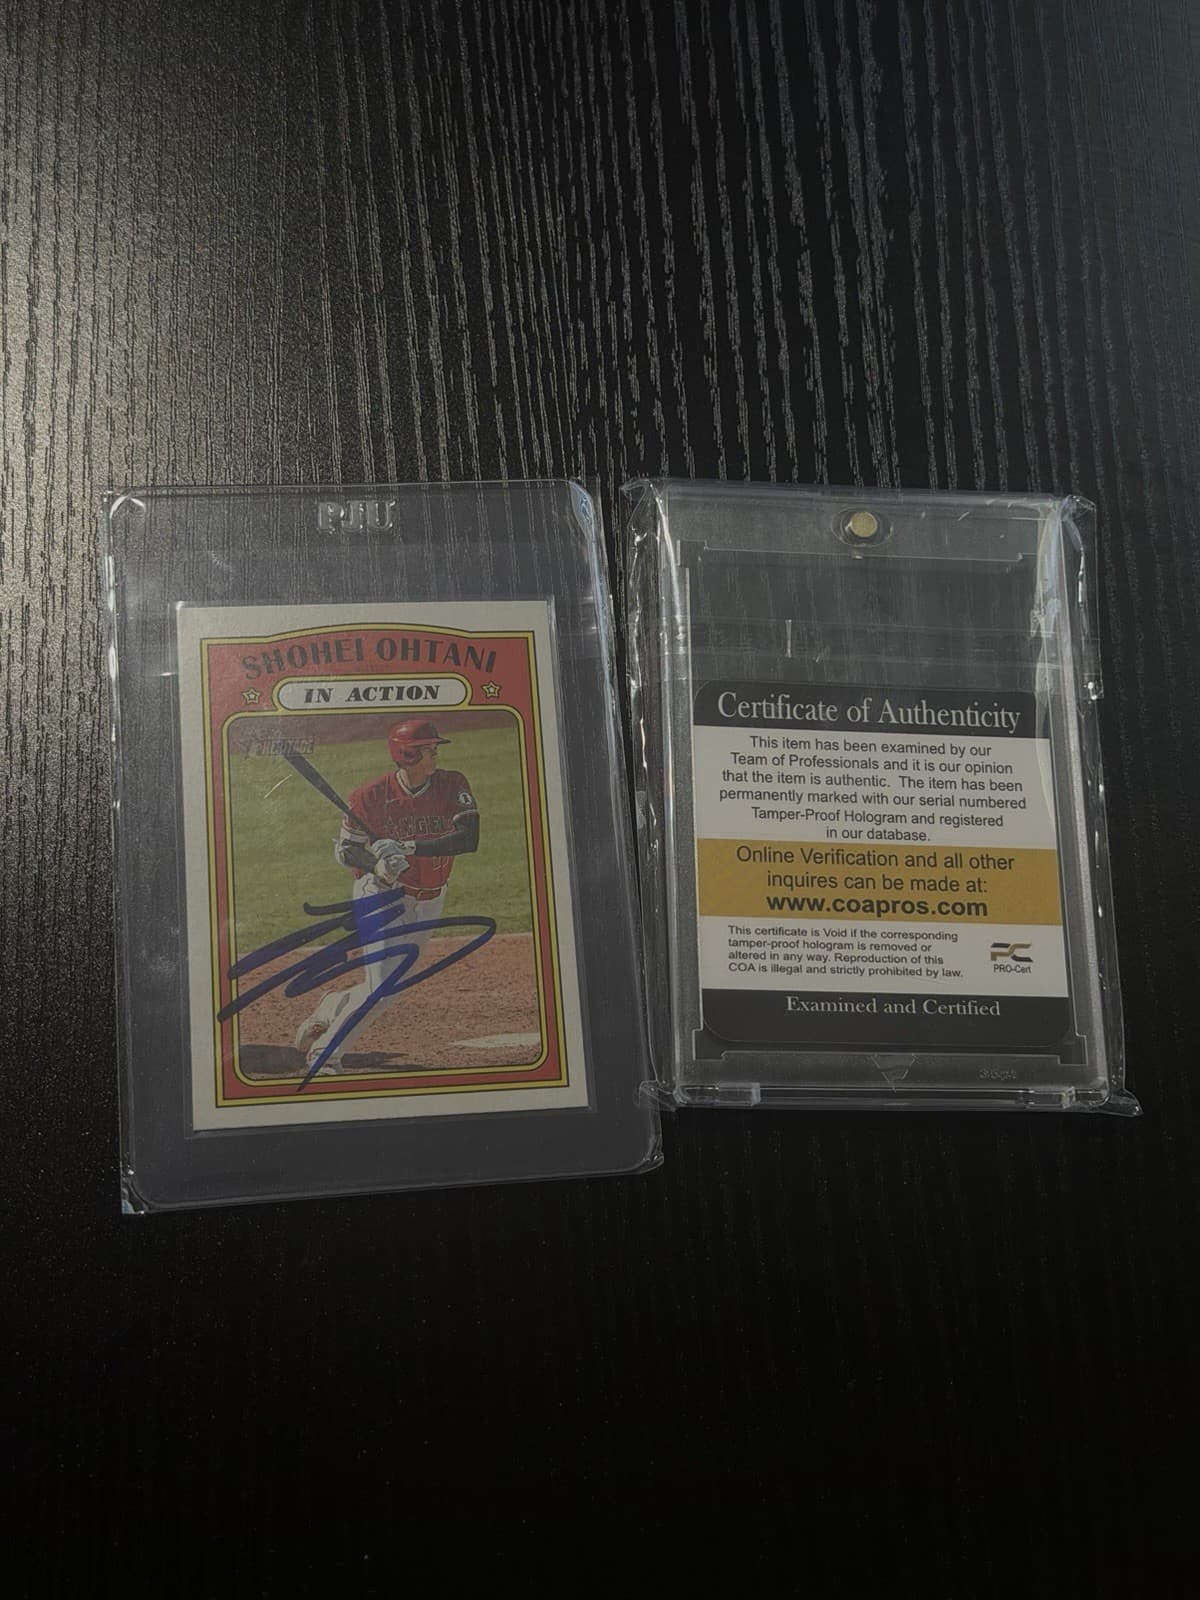 PJU
SHOHEI OHTANI
IN ACTION
HERITAGE
ANGELS
Certificate of Authenticity
This item has been examined by our
Team of Professionals and it is our opinion
that the item is authentic. The item has been
permanently marked with our serial numbered
Tamper-Proof Hologram and registered
in our database.
Online Verification and all other
inquires can be made at:
www.coapros.com
This certificate is Void if the corresponding
tamper-proof hologram is removed or
altered in any way. Reproduction of this
COA is illegal and strictly prohibited by law.
PC
PRO-Cert
Examined and Certified